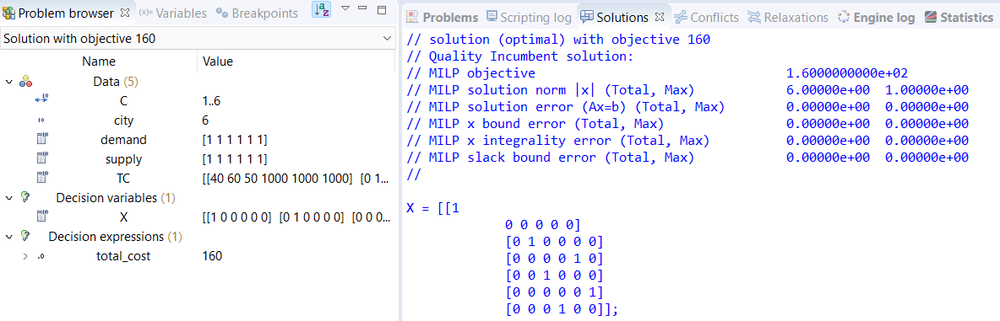 Problem browser (x)= Variables Breakpoints
Solution with objective 160
Name Value
Data (5)
C 1..6
city 6
demand [1 1 1 1 1 1]
supply [1 1 1 1 1 1]
TC [[40 60 50 1000 1000 1000] [0 1...
Decision variables (1)
X [[1 0 0 0 0 0] [0 1 0 0 0 0] [0 0 0...
Decision expressions (1)
total_cost 160
Problems Scripting log Solutions Conflicts Relaxations Engine log Statistics
// solution (optimal) with objective 160
// Quality Incumbent solution:
// MILP objective 1.6000000000e+02
// MILP solution norm |x| (Total, Max) 6.00000e+00 1.00000e+00
// MILP solution error (Ax=b) (Total, Max) 0.00000e+00 0.00000e+00
// MILP x bound error (Total, Max) 0.00000e+00 0.00000e+00
// MILP x integrality error (Total, Max) 0.00000e+00 0.00000e+00
// MILP slack bound error (Total, Max) 0.00000e+00 0.00000e+00
//
X = [[1
0 0 0 0 0]
[0 1 0 0 0 0]
[0 0 0 0 1 0]
[0 0 1 0 0 0]
[0 0 0 0 0 1]
[0 0 0 1 0 0]];